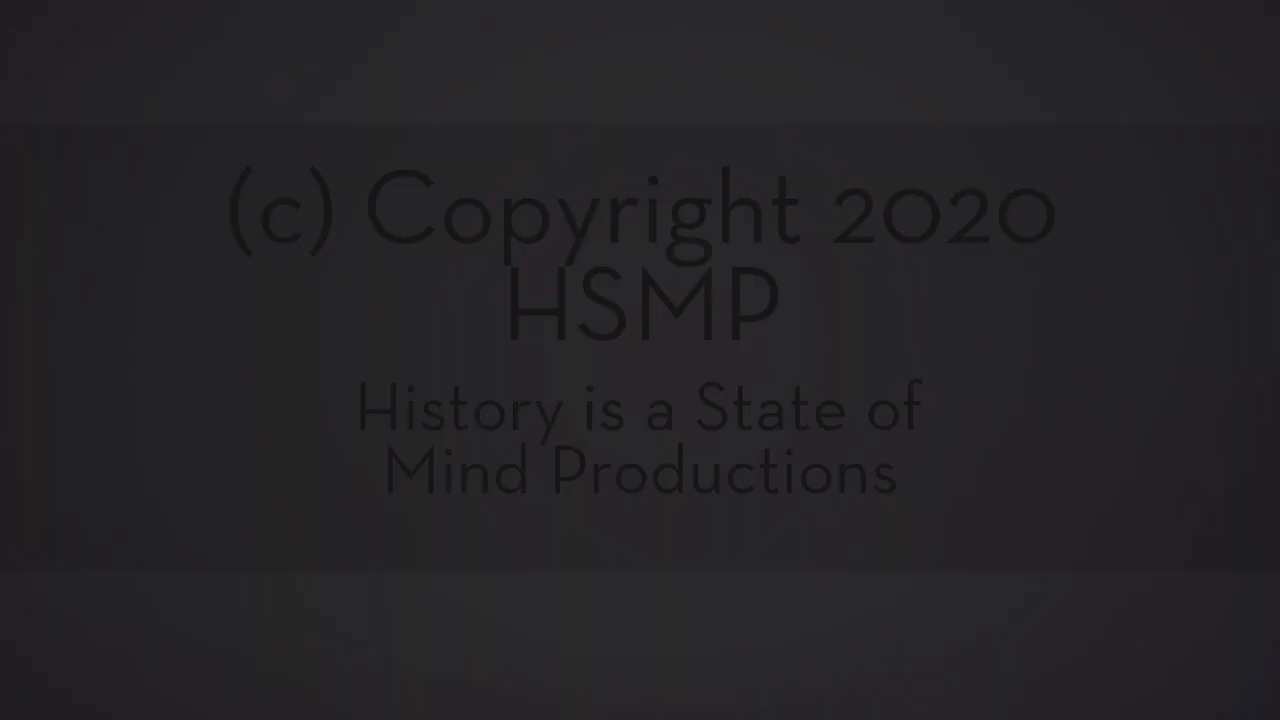 (c) Copyright 2020
HSMP
History is a State of
Mind Productions